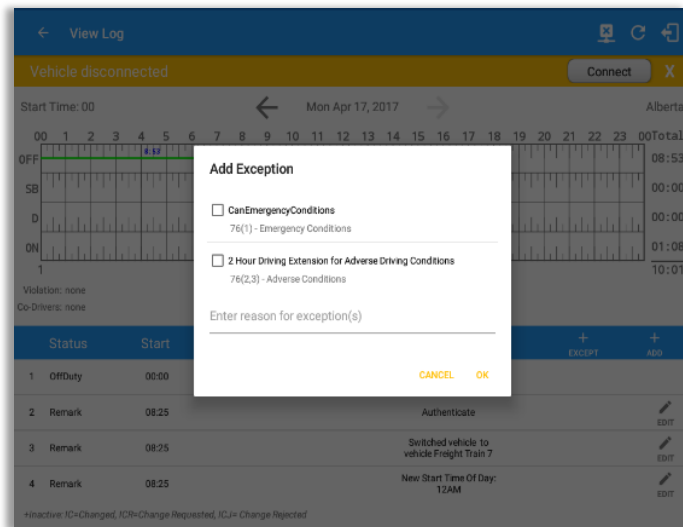 View Log
Vehicle disconnected
Connect X
Start Time: 00 Mon Apr 17, 2017 Alberta
00 1 2 3 4 5 6 7 8 9 10 11 12 13 14 15 16 17 18 19 20 21 22 23 00 Total
OFF 8:53 08:53
SB 00:00
D 00:00
ON 01:08
1 10:01
Violation: none
Co-Drivers: none
Add Exception
CanEmergencyConditions
76(1) - Emergency Conditions
2 Hour Driving Extension for Adverse Driving Conditions
76(2,3) - Adverse Conditions
Enter reason for exception(s)
CANCEL OK
Status Start + EXCEPT + ADD
1 OffDuty 00:00
2 Remark 08:25 Authenticate EDIT
3 Remark 08:25 Switched vehicle to
vehicle Freight Train 7 EDIT
4 Remark 08:25 New Start Time Of Day:
12AM EDIT
+Inactive: IC=Changed, ICR=Change Requested, ICJ= Change Rejected